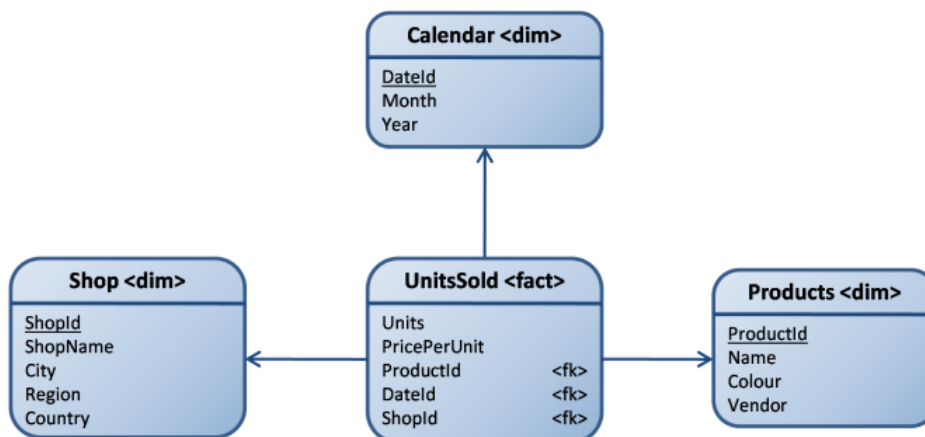 Calendar <dim>
DateId
Month
Year
Shop <dim>
ShopId
ShopName
City
Region
Country
UnitsSold <fact>
Units
PricePerUnit
ProductId <fk>
DateId <fk>
ShopId <fk>
Products <dim>
ProductId
Name
Colour
Vendor